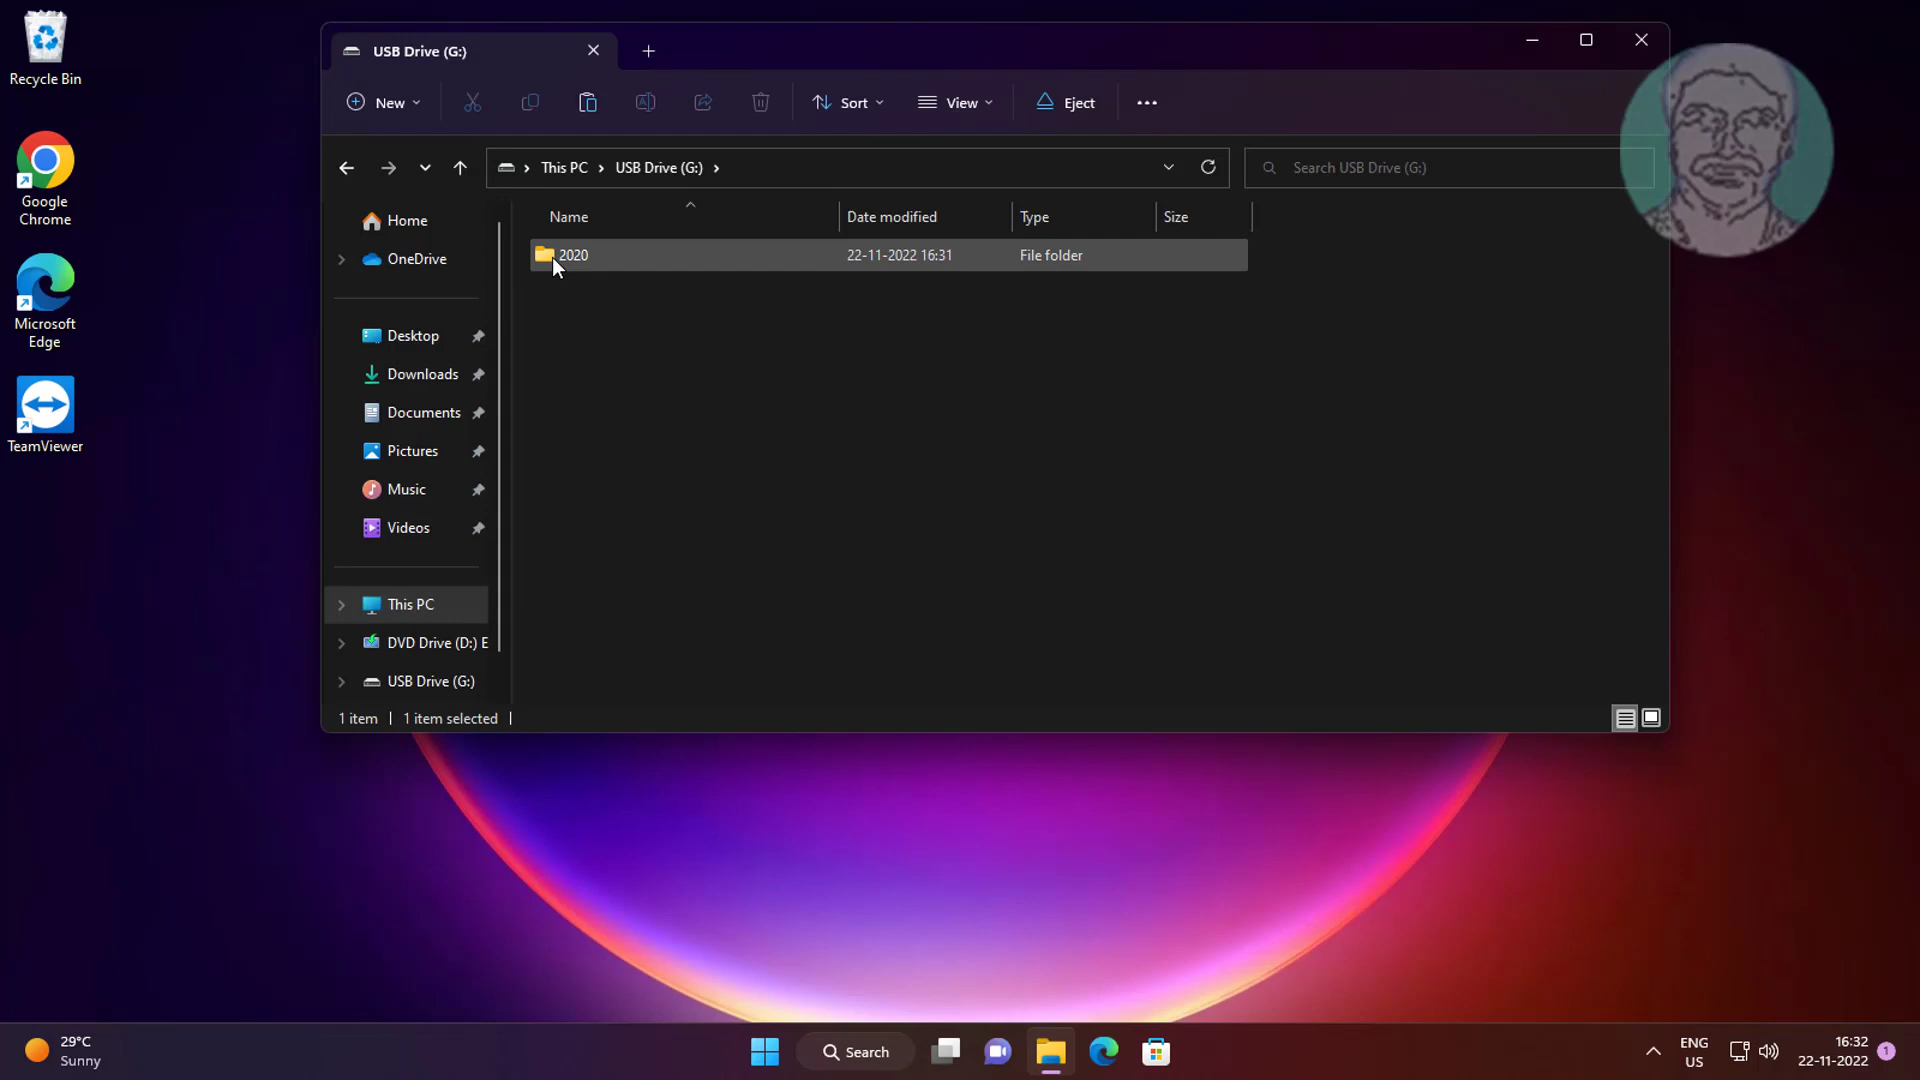 Recycle Bin
Google
Chrome
Microsoft
Edge
TeamViewer
USB Drive (G:)
New
Sort
View
Eject
This PC
USB Drive (G:)
Search USB Drive (G:)
Home
OneDrive
Desktop
Downloads
Documents
Pictures
Music
Videos
This PC
DVD Drive (D:) E
USB Drive (G:)
Name
Date modified
Type
Size
2020
22-11-2022 16:31
File folder
1 item
1 item selected
29°C
Sunny
Search
ENG
US
16:32
22-11-2022
1